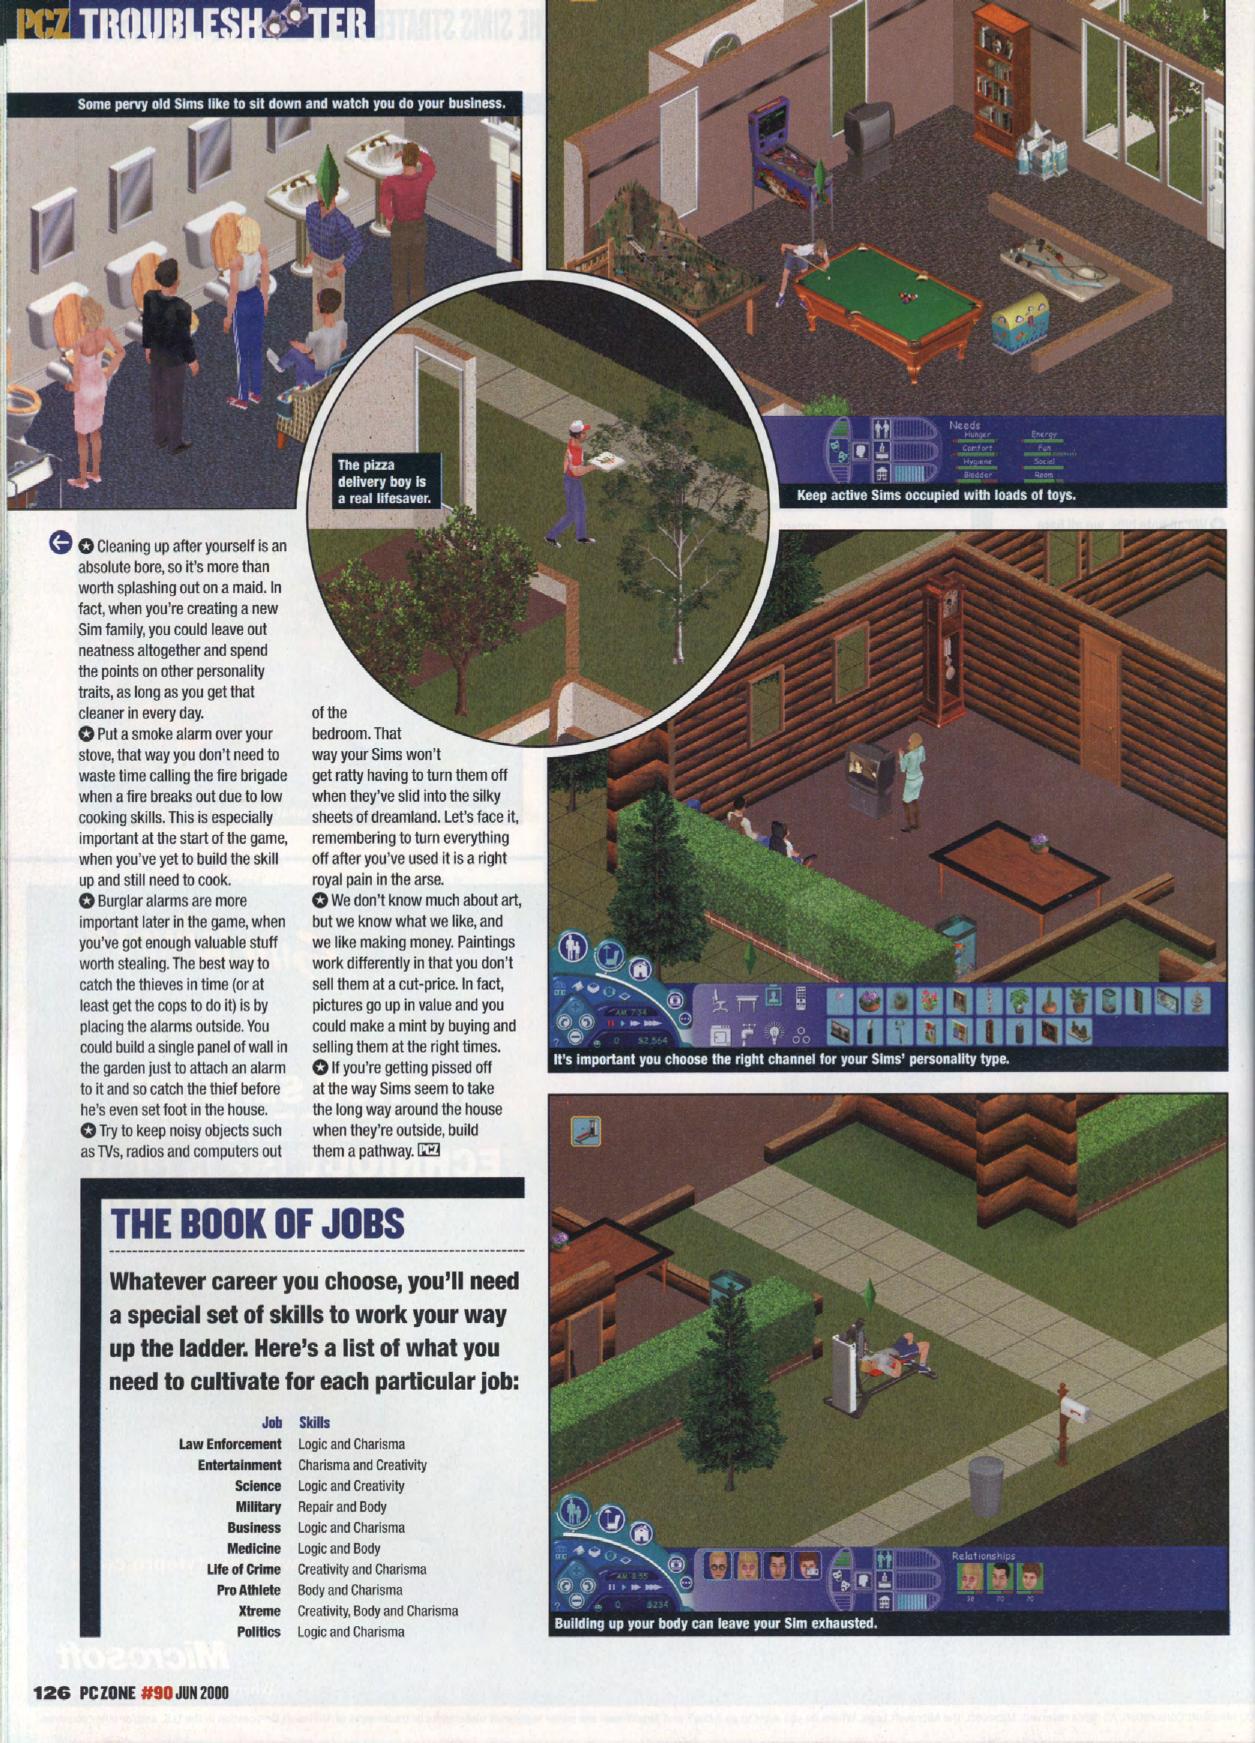 PCZ TROUBLESHOOTER
Some pervy old Sims like to sit down and watch you do your business.
The pizza
delivery boy is
a real lifesaver.
Needs
Hunger
Energy
Comfort
Fun
Hygiene
Social
Bladder
Room
Keep active Sims occupied with loads of toys.
Cleaning up after yourself is an
absolute bore, so it's more than
worth splashing out on a maid. In
fact, when you're creating a new
Sim family, you could leave out
neatness altogether and spend
the points on other personality
traits, as long as you get that
cleaner in every day.
Put a smoke alarm over your
stove, that way you don't need to
waste time calling the fire brigade
when a fire breaks out due to low
cooking skills. This is especially
important at the start of the game,
when you've yet to build the skill
up and still need to cook.
Burglar alarms are more
important later in the game, when
you've got enough valuable stuff
worth stealing. The best way to
catch the thieves in time (or at
least get the cops to do it) is by
placing the alarms outside. You
could build a single panel of wall in
the garden just to attach an alarm
to it and so catch the thief before
he's even set foot in the house.
Try to keep noisy objects such
as TVs, radios and computers out
of the
bedroom. That
way your Sims won't
get ratty having to turn them off
when they've slid into the silky
sheets of dreamland. Let's face it,
remembering to turn everything
off after you've used it is a right
royal pain in the arse.
We don't know much about art,
but we know what we like, and
we like making money. Paintings
work differently in that you don't
sell them at a cut-price. In fact,
pictures go up in value and you
could make a mint by buying and
selling them at the right times.
If you're getting pissed off
at the way Sims seem to take
the long way around the house
when they're outside, build
them a pathway. PCZ
AM 7:54
0 $2,564
It's important you choose the right channel for your Sims' personality type.
THE BOOK OF JOBS
Whatever career you choose, you'll need
a special set of skills to work your way
up the ladder. Here's a list of what you
need to cultivate for each particular job:
Job Skills
Law Enforcement Logic and Charisma
Entertainment Charisma and Creativity
Science Logic and Creativity
Military Repair and Body
Business Logic and Charisma
Medicine Logic and Body
Life of Crime Creativity and Charisma
Pro Athlete Body and Charisma
Xtreme Creativity, Body and Charisma
Politics Logic and Charisma
AM 8:55
0 $234
Relationships
Building up your body can leave your Sim exhausted.
126 PC ZONE #90 JUN 2000